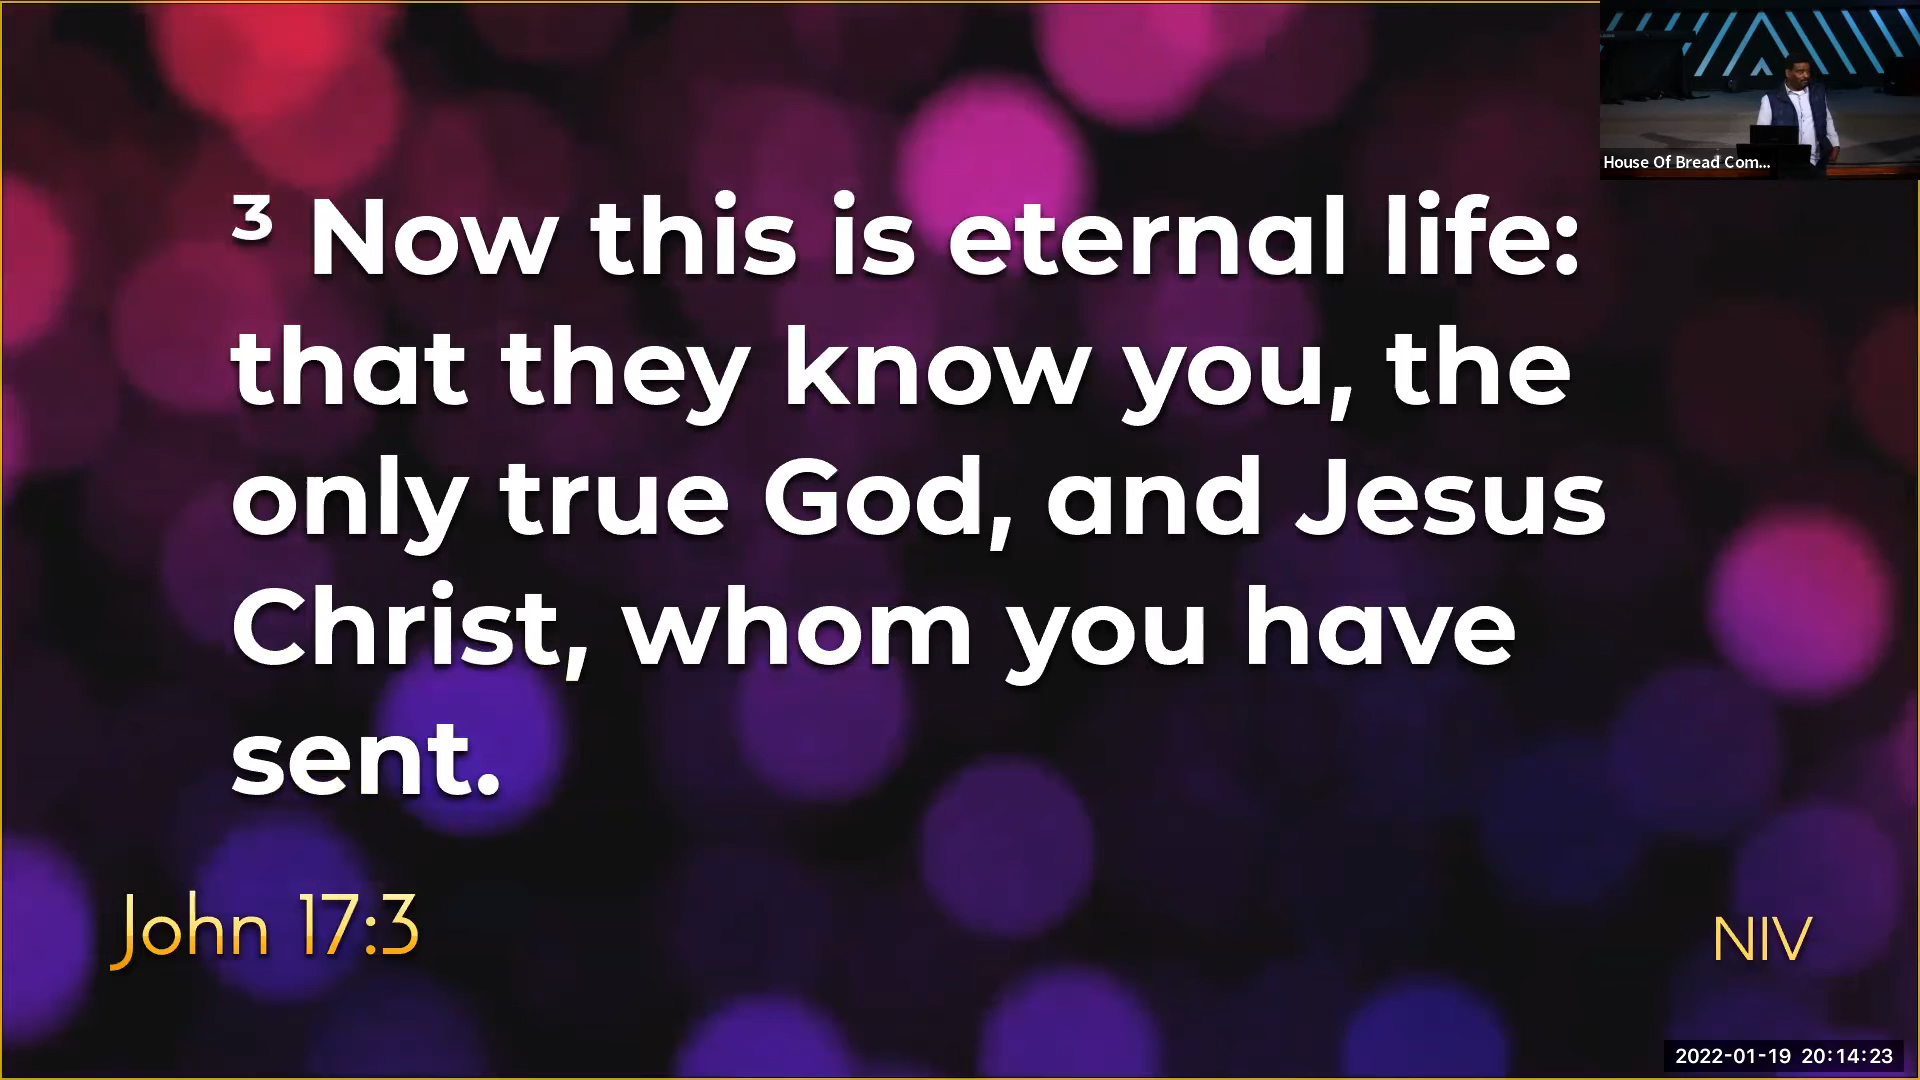 House Of Bread Com...
³ Now this is eternal life:
that they know you, the
only true God, and Jesus
Christ, whom you have
sent.
John 17:3
NIV
2022-01-19 20:14:23